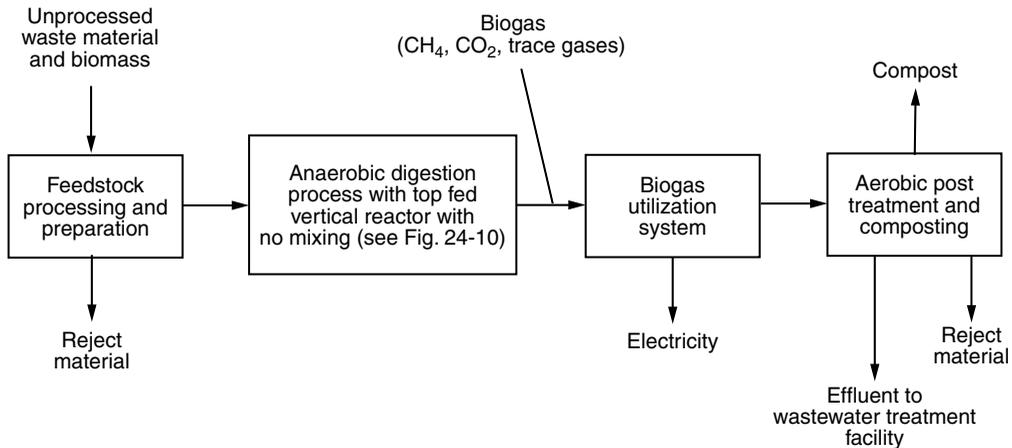 Unprocessed
waste material
and biomass
Biogas
(CH₄, CO₂, trace gases)
Compost
Feedstock
processing and
preparation
Anaerobic digestion
process with top fed
vertical reactor with
no mixing (see Fig. 24-10)
Biogas
utilization
system
Aerobic post
treatment and
composting
Reject
material
Electricity
Reject
material
Effluent to
wastewater treatment
facility